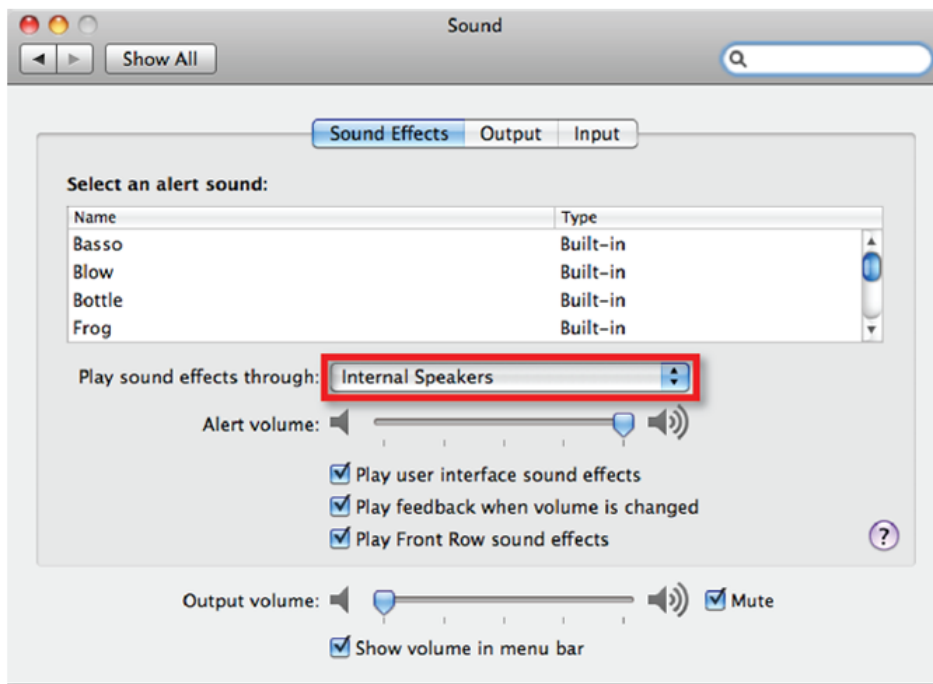 Sound
Show All
Sound Effects Output Input
Select an alert sound:
Name Type
Basso Built-in
Blow Built-in
Bottle Built-in
Frog Built-in
Play sound effects through: Internal Speakers
Alert volume:
Play user interface sound effects
Play feedback when volume is changed
Play Front Row sound effects
?
Output volume: Mute
Show volume in menu bar